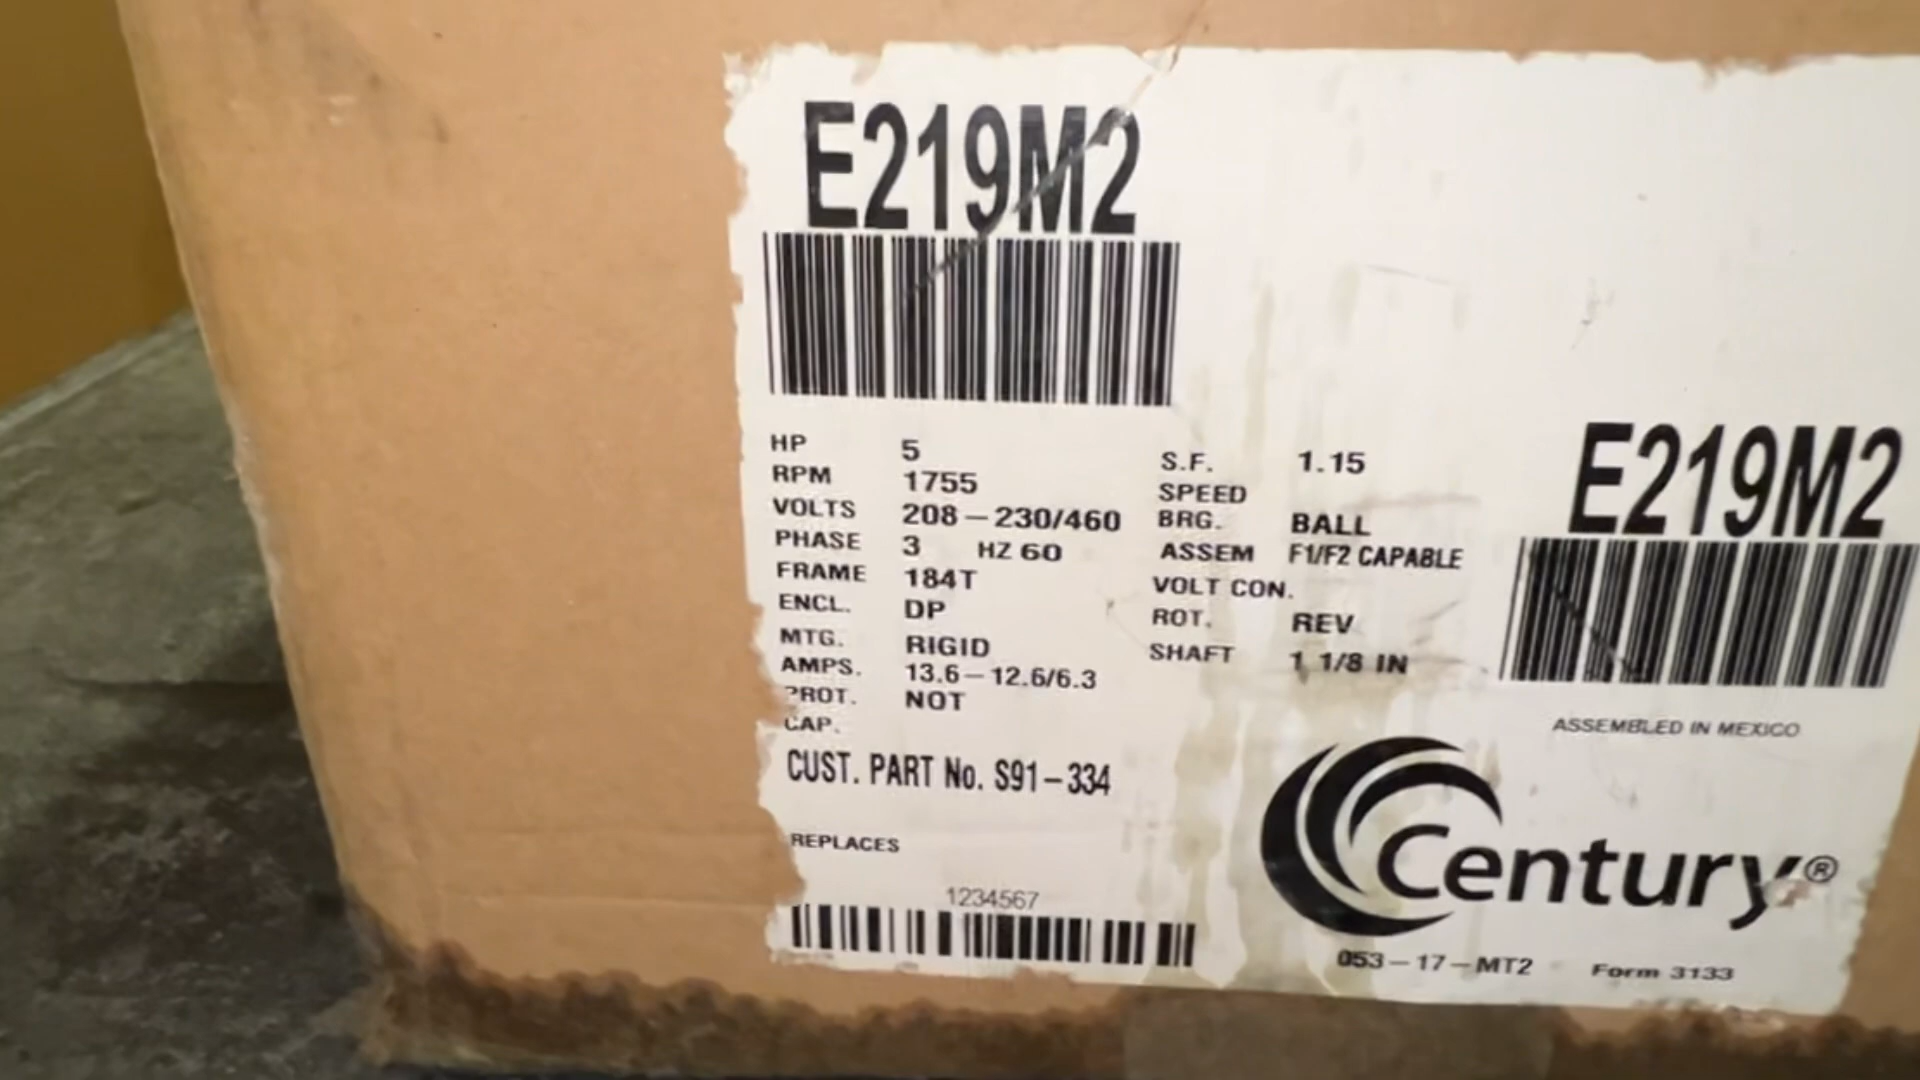 E219M2
HP 5
RPM 1755
VOLTS 208-230/460
PHASE 3 HZ 60
FRAME 184T
ENCL. DP
MTG. RIGID
AMPS. 13.6-12.6/6.3
PROT. NOT
CAP.
S.F. 1.15
SPEED
BRG. BALL
ASSEM F1/F2 CAPABLE
VOLT CON.
ROT. REV
SHAFT 1 1/8 IN
CUST. PART No. S91-334
REPLACES
1234567
E219M2
ASSEMBLED IN MEXICO
Century®
053-17-MT2 Form 3133